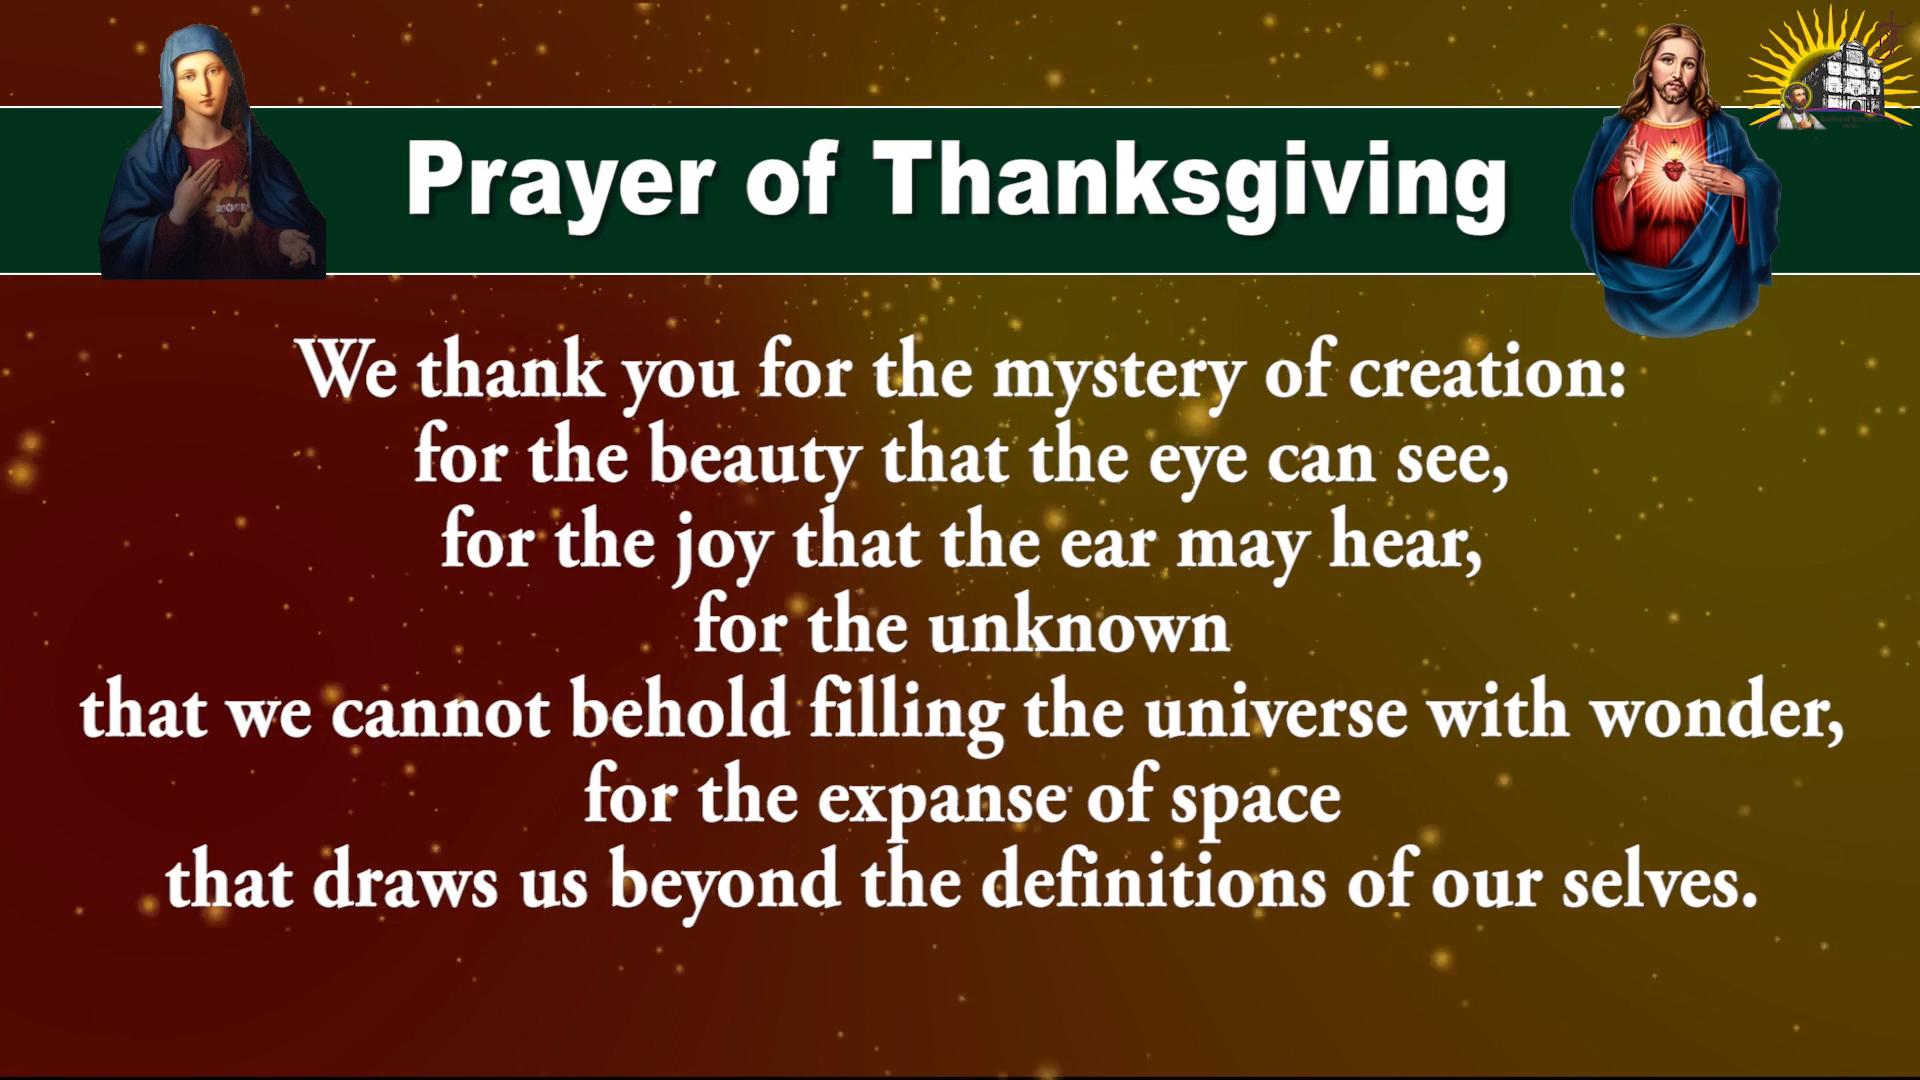 Prayer of Thanksgiving
We thank you for the mystery of creation:
for the beauty that the eye can see,
for the joy that the ear may hear,
for the unknown
that we cannot behold filling the universe with wonder,
for the expanse of space
that draws us beyond the definitions of our selves.